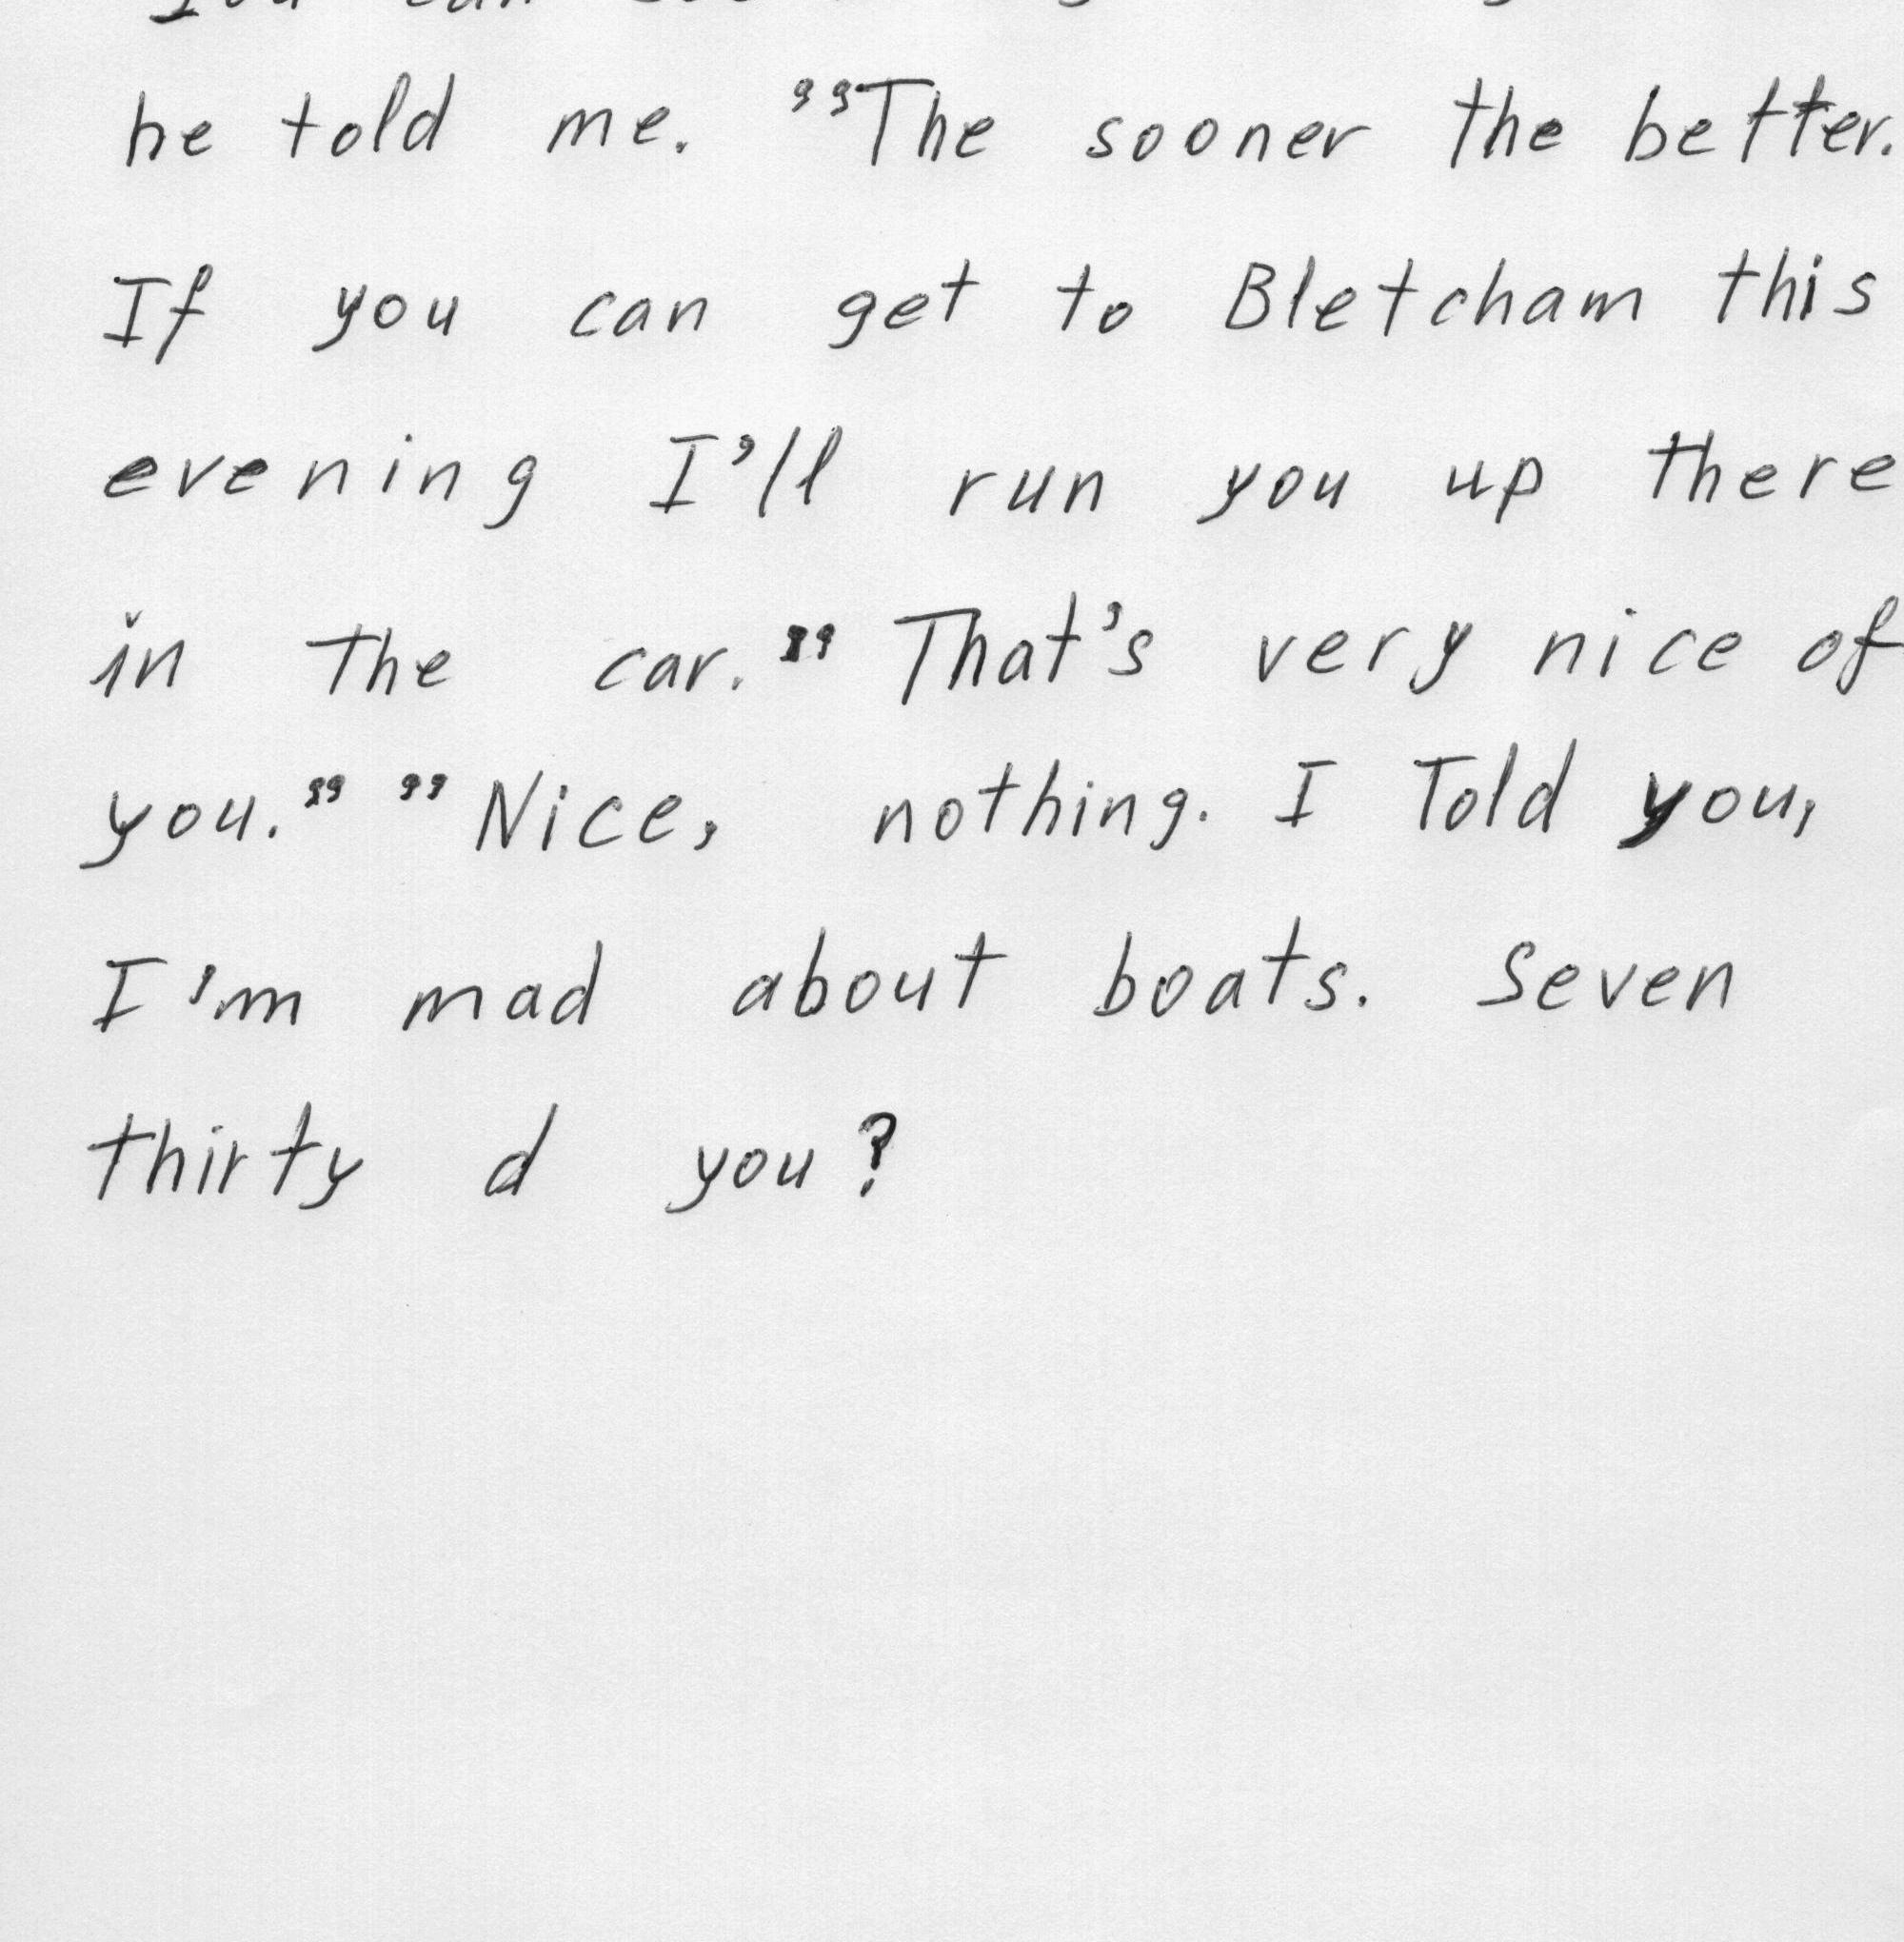 he told me. ”The sooner the better.
If you can get to Bletcham this
evening I’ll run you up there
in the car.” That’s very nice of
you.” ”Nice, nothing. I Told you,
I’m mad about boats. Seven
thirty d you?